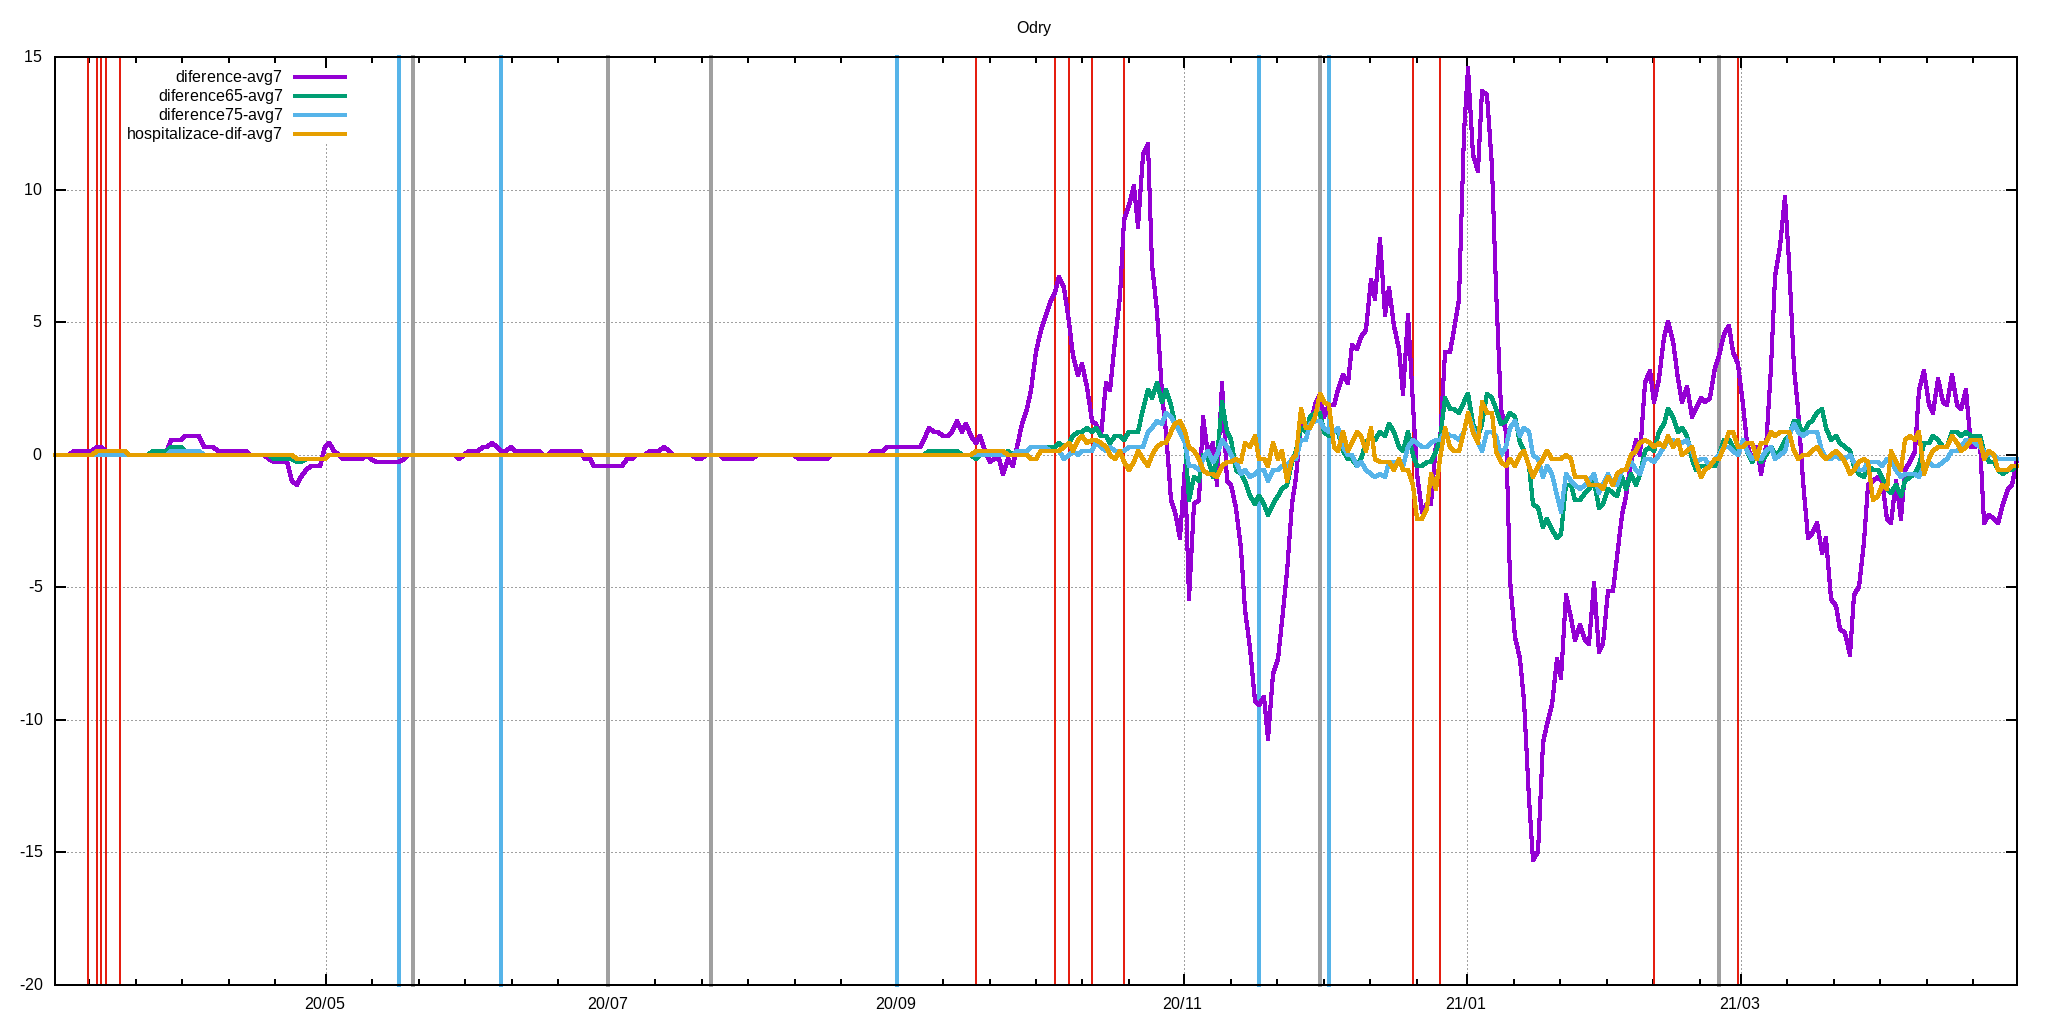 Odry
15
diference-avg7
diference65-avg7
diference75-avg7
hospitalizace-dif-avg7
10
5
0
-5
-10
-15
-20
20/05 20/07 20/09 20/11 21/01 21/03